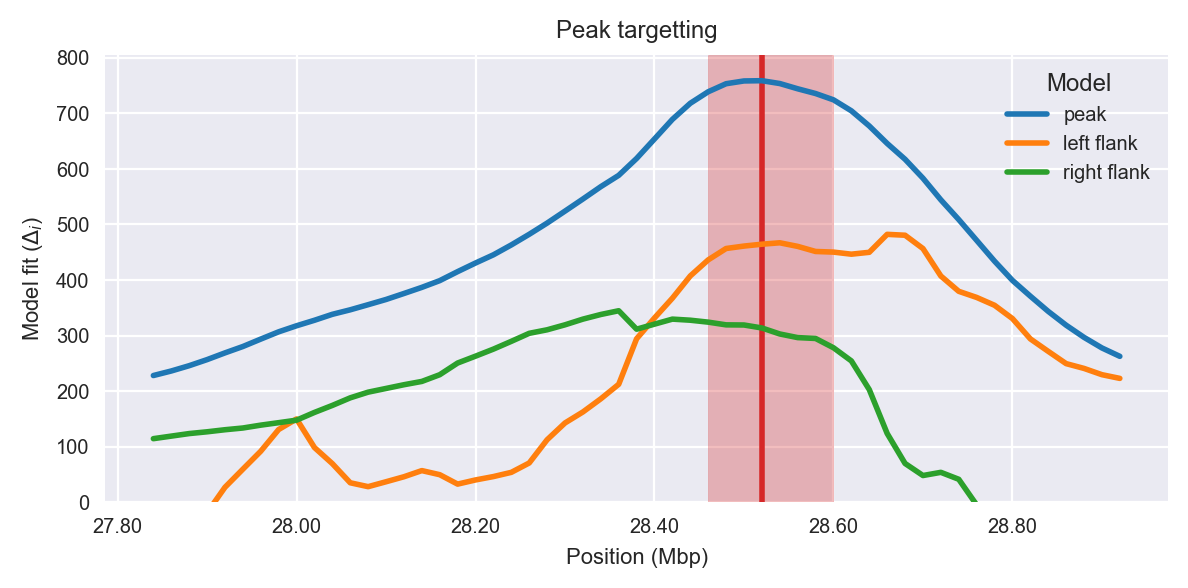 Peak targetting
800
700
600
500
400
300
200
100
0
Model fit (Δi)
27.80 28.00 28.20 28.40 28.60 28.80
Position (Mbp)
Model
peak
left flank
right flank